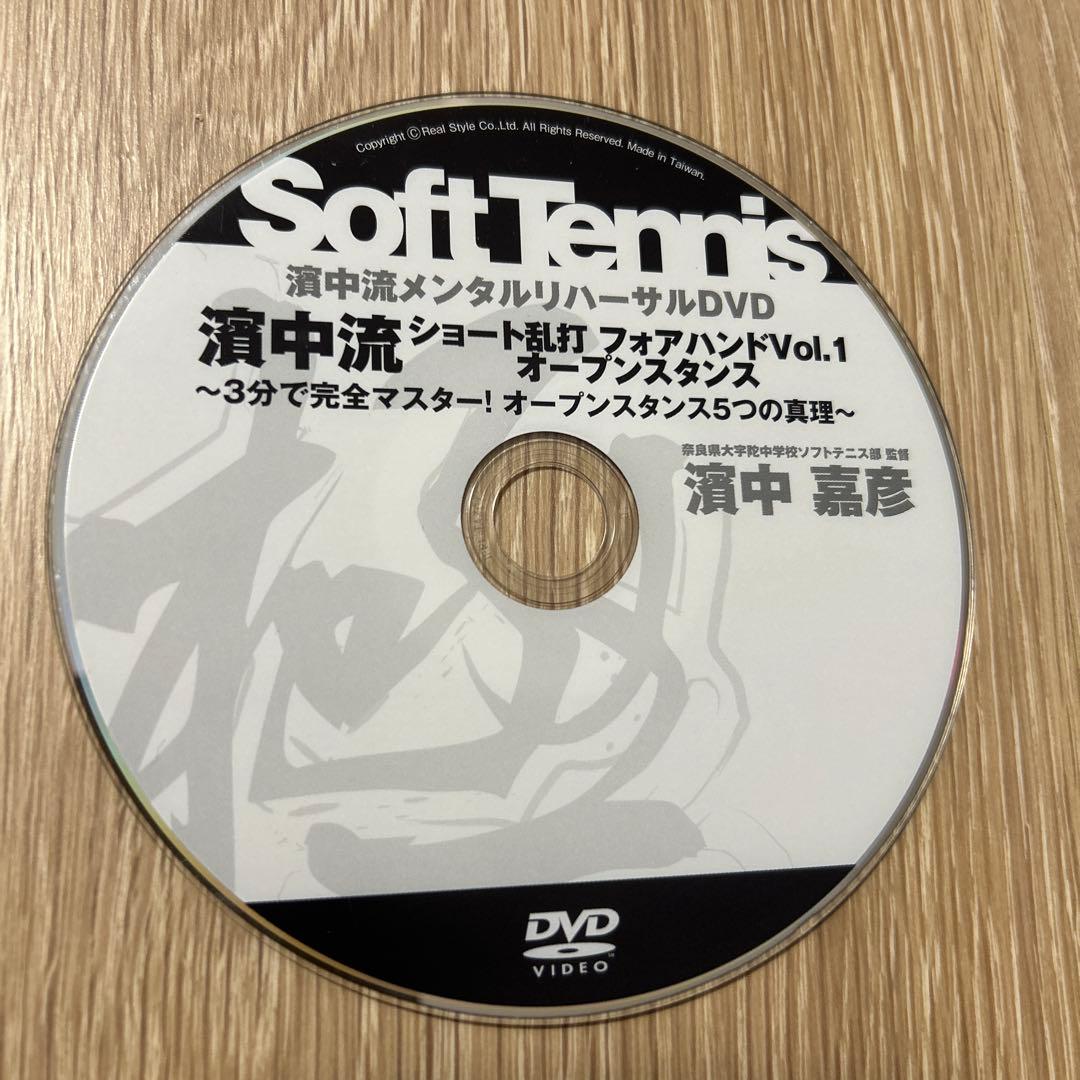 Copyright ⒸReal Style Co.,Ltd. All Rights Reserved. Made in Taiwan.
Soft Tennis
濱中流メンタルリハーサルDVD
濱中流 ショート乱打 フォアハンドVol.1
オープンスタンス
～3分で完全マスター! オープンスタンス5つの真理～
奈良県大宇陀中学校ソフトテニス部 監督
濱中 嘉彦
DVD
VIDEO